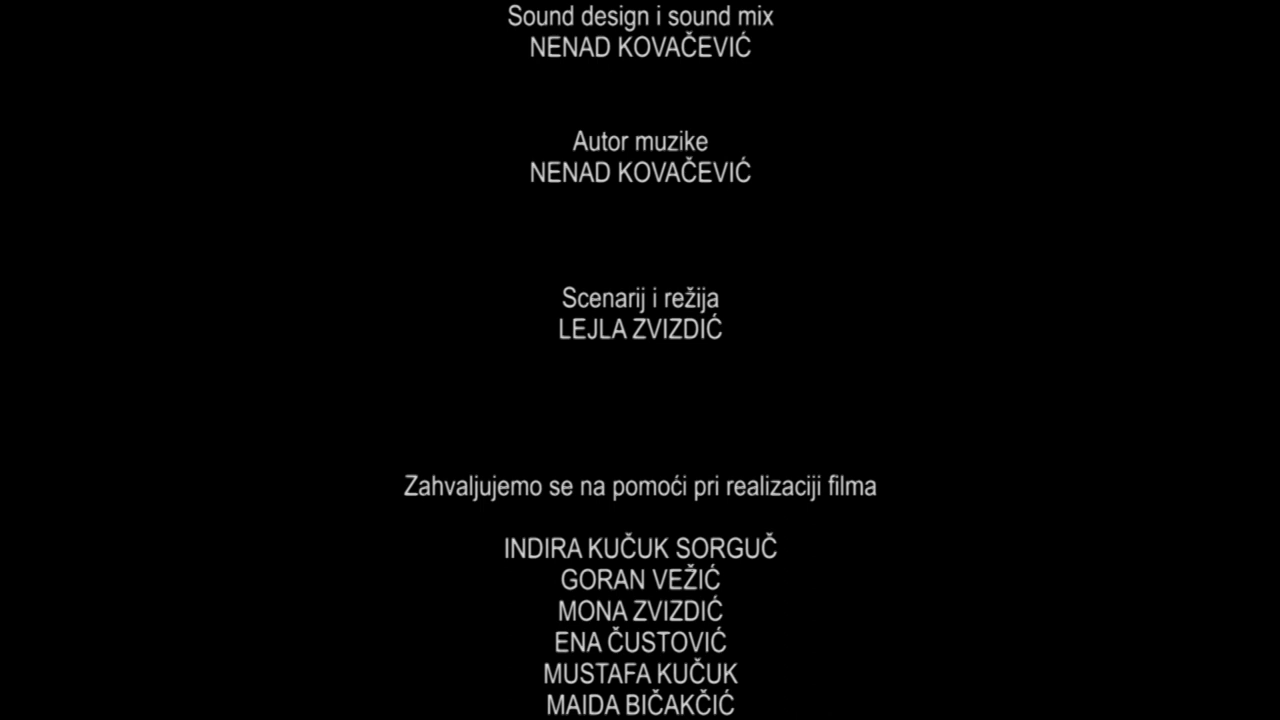 Sound design i sound mix
NENAD KOVAČEVIĆ
Autor muzike
NENAD KOVAČEVIĆ
Scenarij i režija
LEJLA ZVIZDIĆ
Zahvaljujemo se na pomoći pri realizaciji filma
INDIRA KUČUK SORGUČ
GORAN VEŽIĆ
MONA ZVIZDIĆ
ENA ČUSTOVIĆ
MUSTAFA KUČUK
MAIDA BIČAKČIĆ